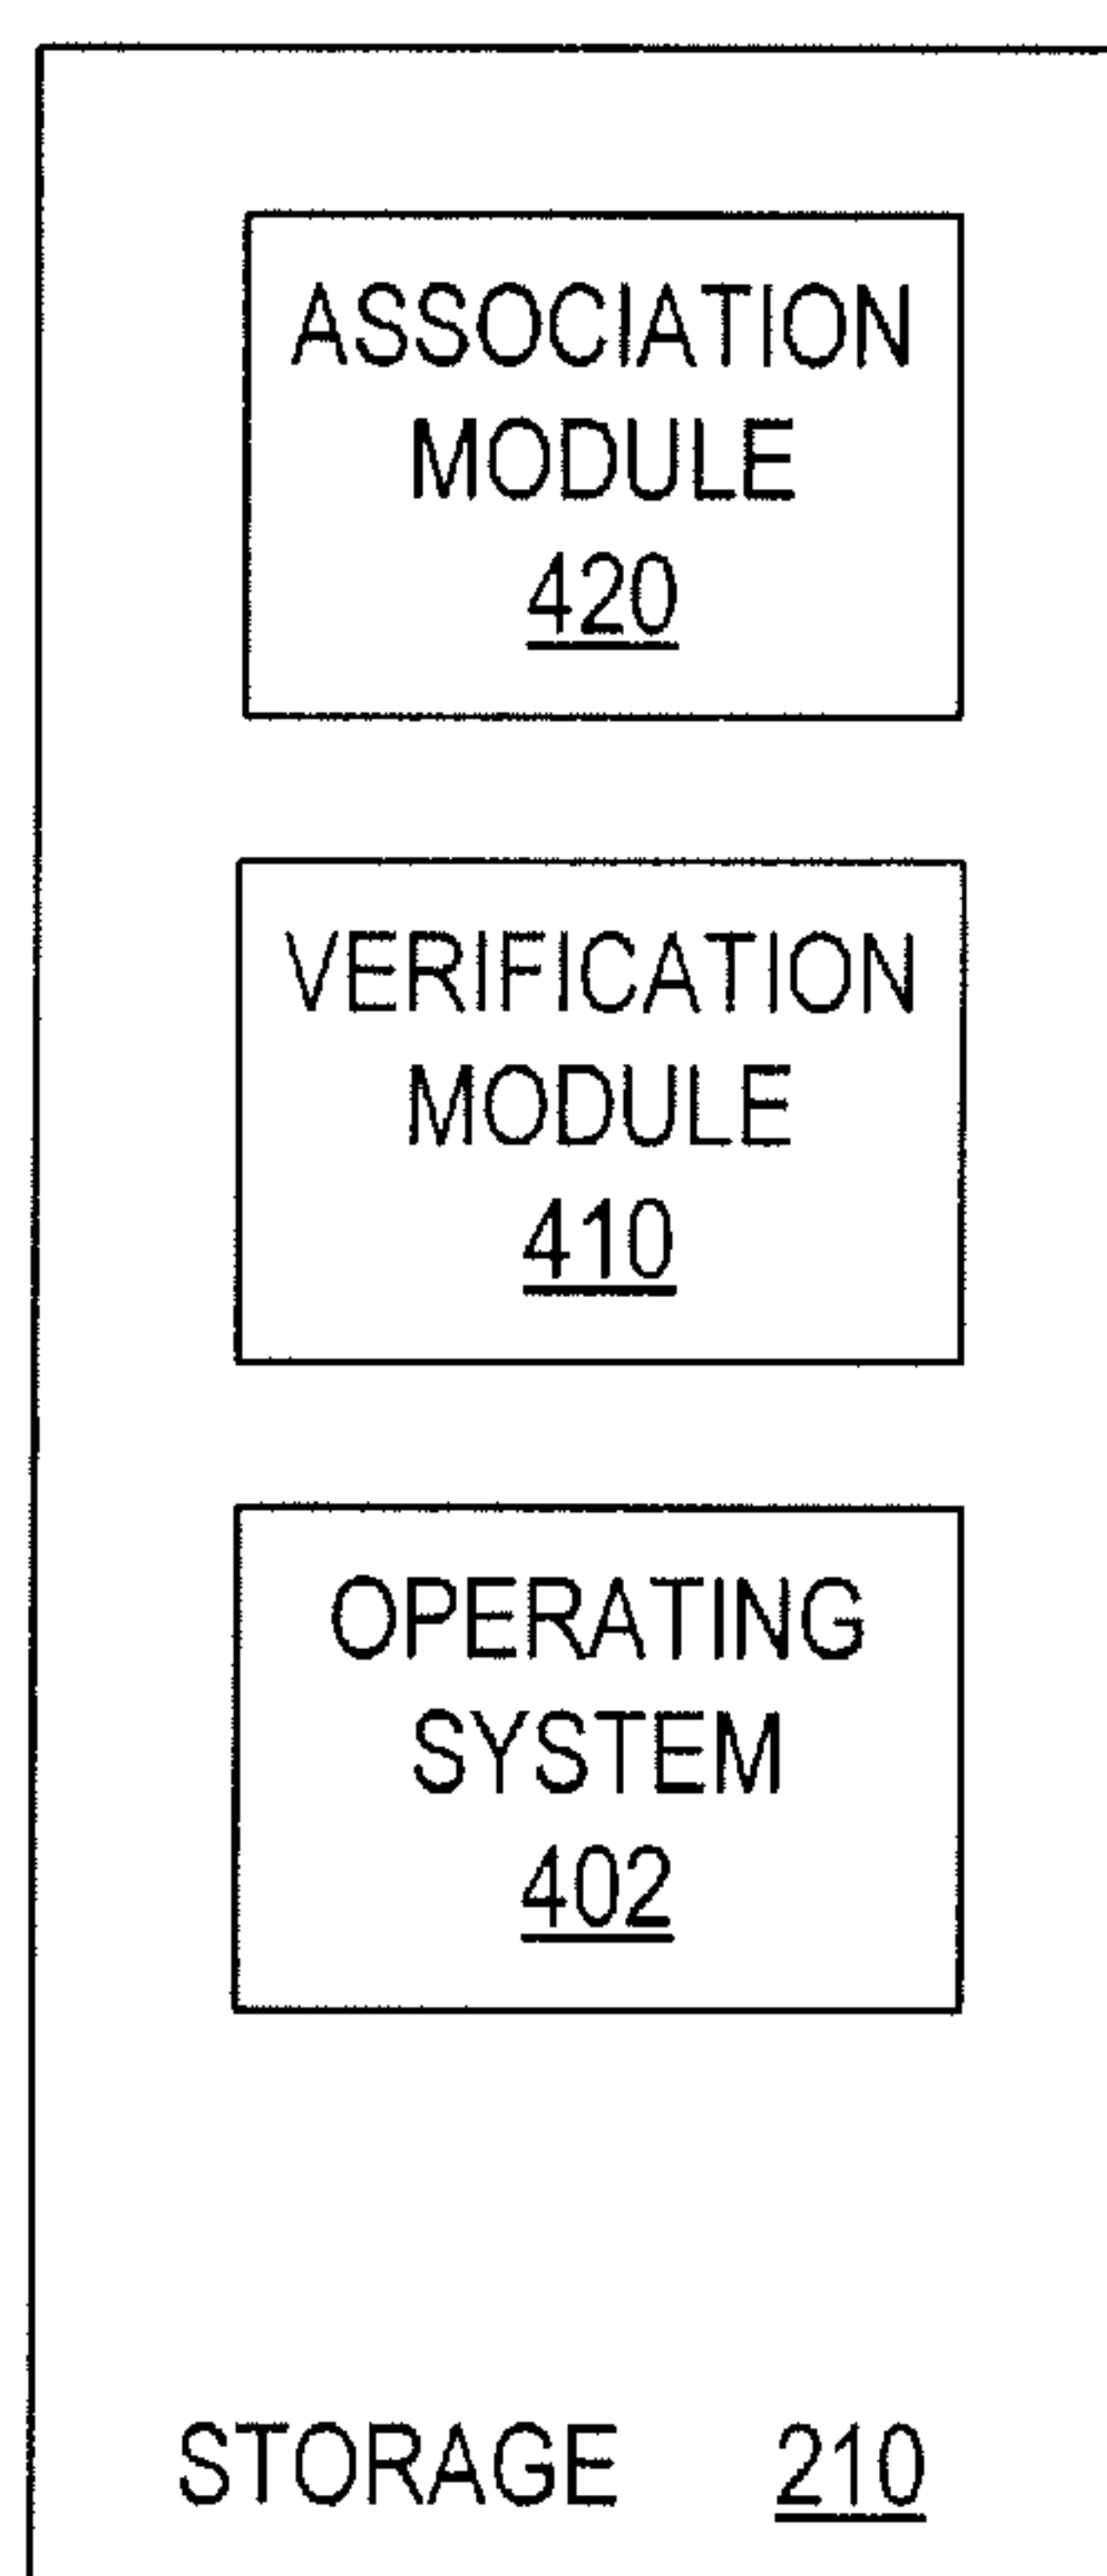 ASSOCIATION
MODULE
420
VERIFICATION
MODULE
410
OPERATING
SYSTEM
402
STORAGE 210